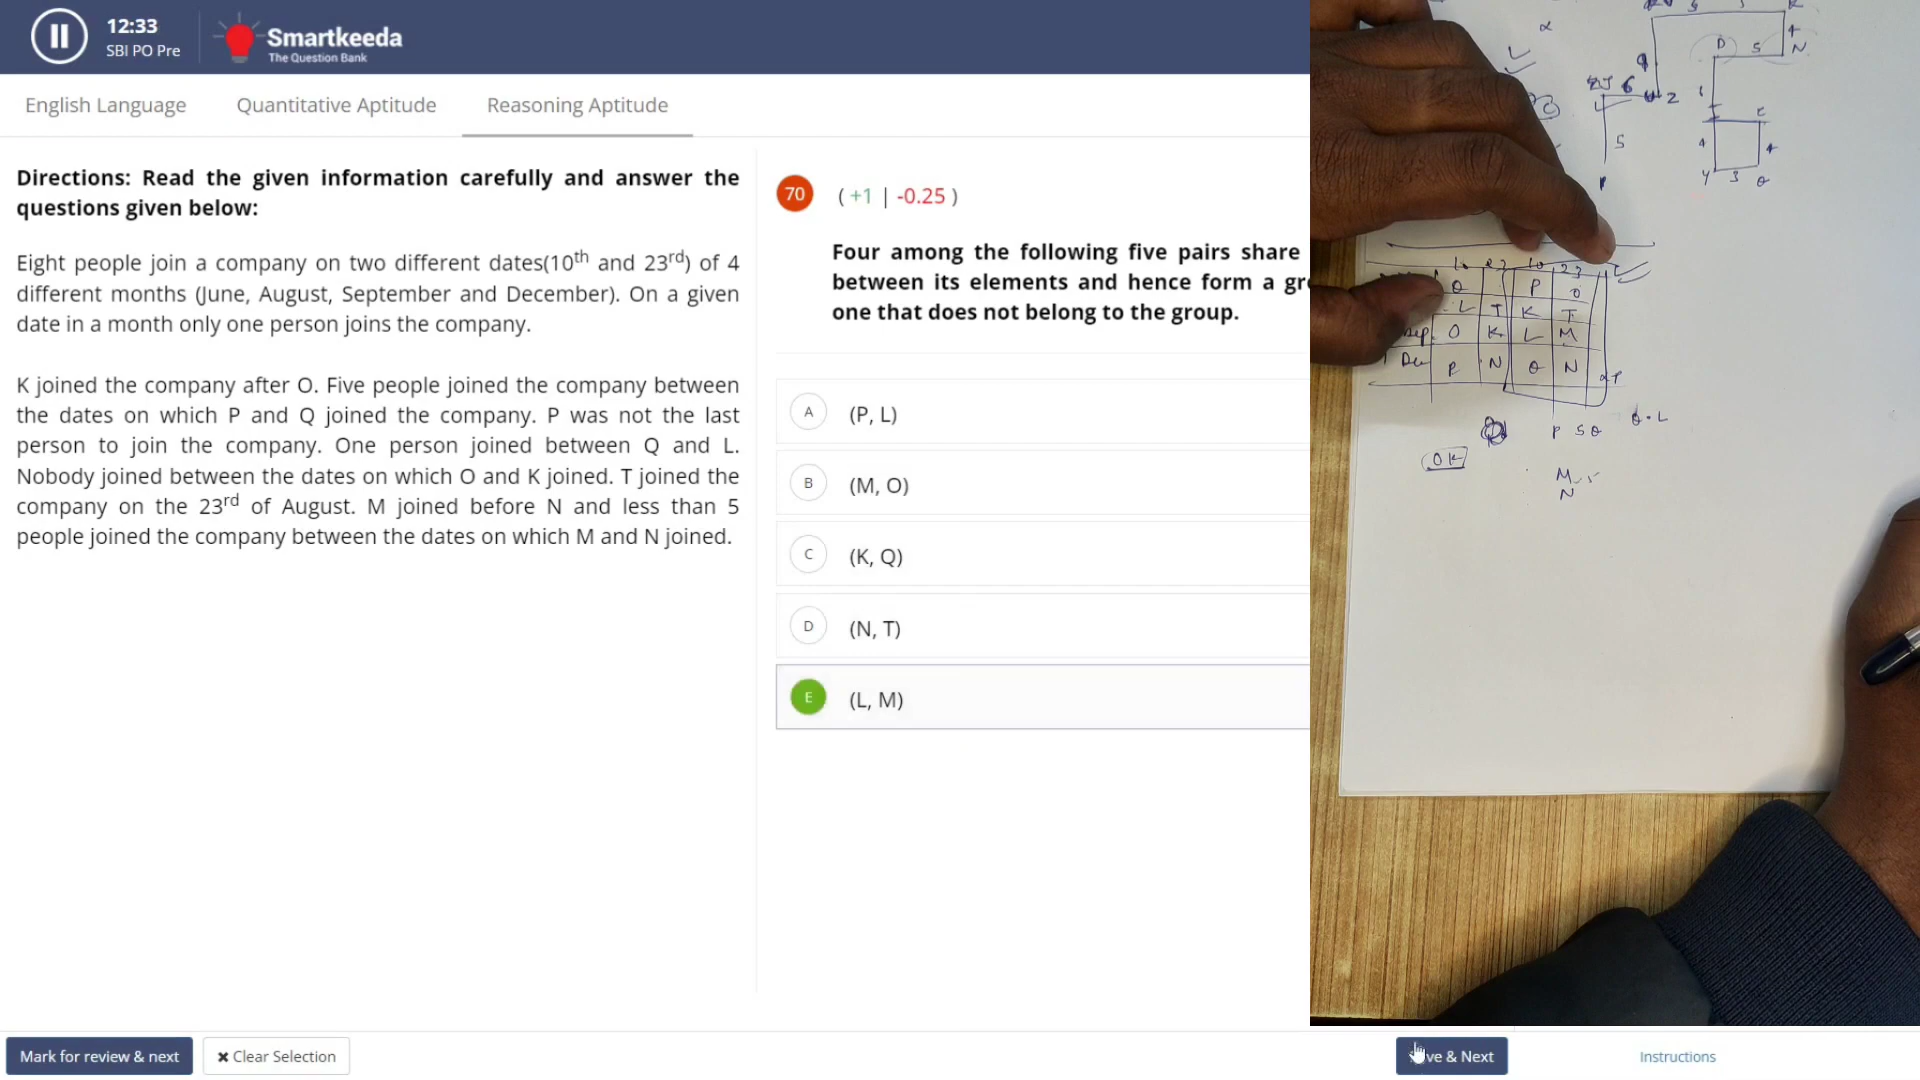 12:33
SBI PO Pre
Smartkeeda
The Question Bank
English Language
Quantitative Aptitude
Reasoning Aptitude
Directions: Read the given information carefully and answer the
questions given below:
Eight people join a company on two different dates(10th and 23rd) of 4
different months (June, August, September and December). On a given
date in a month only one person joins the company.
K joined the company after O. Five people joined the company between
the dates on which P and Q joined the company. P was not the last
person to join the company. One person joined between Q and L.
Nobody joined between the dates on which O and K joined. T joined the
company on the 23rd of August. M joined before N and less than 5
people joined the company between the dates on which M and N joined.
70
( +1 | -0.25 )
Four among the following five pairs share
between its elements and hence form a
one that does not belong to the group.
A (P, L)
B (M, O)
C (K, Q)
D (N, T)
E (L, M)
Mark for review & next
✖ Clear Selection
& Next
Instructions
10 23
P O
L T K T
O K L M
P N Q N
P 5 Q
Q . L
OK
M
N